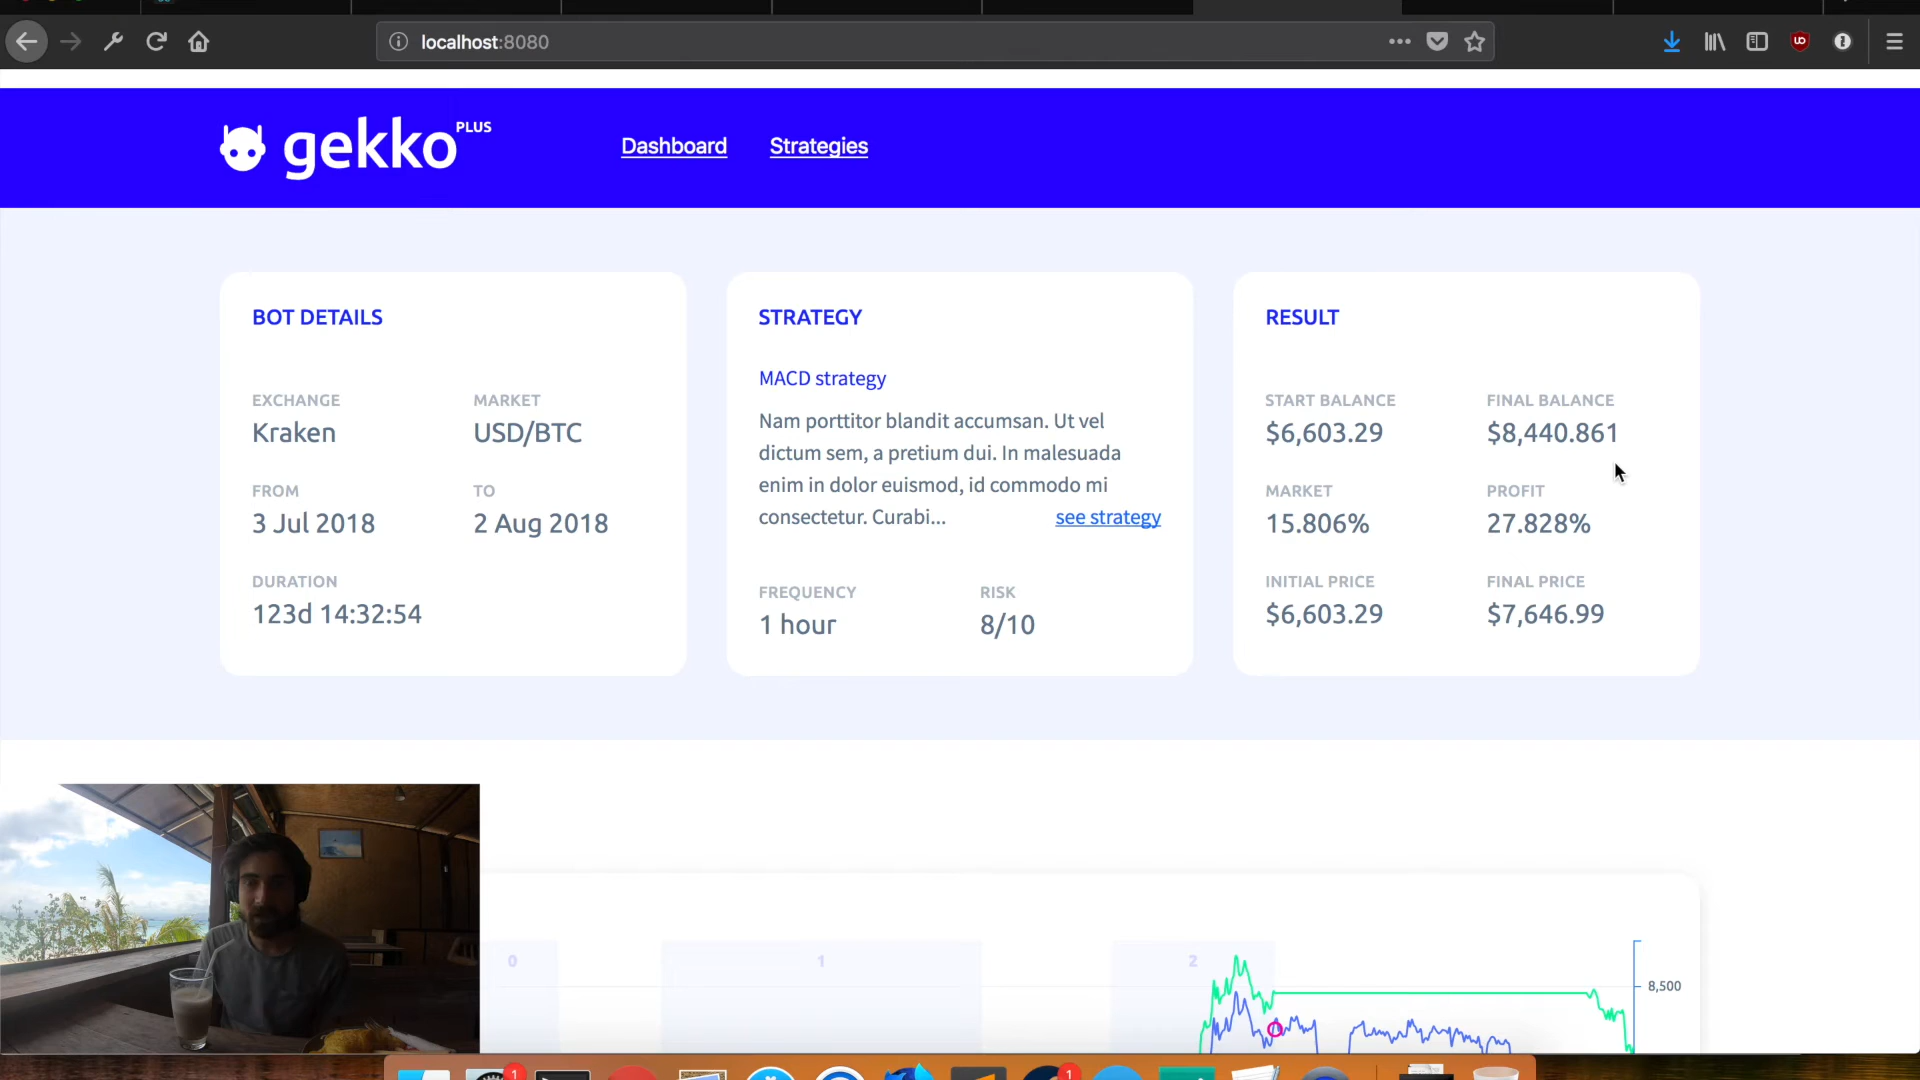 localhost:8080
gekko PLUS
Dashboard
Strategies
BOT DETAILS
EXCHANGE
Kraken
MARKET
USD/BTC
FROM
3 Jul 2018
TO
2 Aug 2018
DURATION
123d 14:32:54
STRATEGY
MACD strategy
Nam porttitor blandit accumsan. Ut vel
dictum sem, a pretium dui. In malesuada
enim in dolor euismod, id commodo mi
consectetur. Curabi... see strategy
FREQUENCY
1 hour
RISK
8/10
RESULT
START BALANCE
$6,603.29
FINAL BALANCE
$8,440.861
MARKET
15.806%
PROFIT
27.828%
INITIAL PRICE
$6,603.29
FINAL PRICE
$7,646.99
0
1
2
8,500
1
1